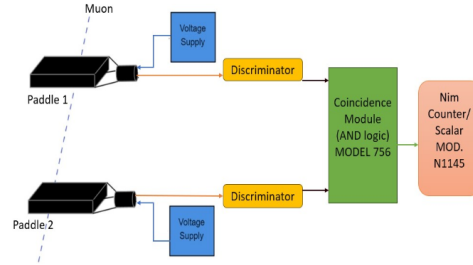 Muon
Voltage
Supply
Paddle 1
Discriminator
Coincidence
Module
(AND logic)
MODEL 756
Nim
Counter/
Scalar
MOD.
N1145
Paddle 2
Discriminator
Voltage
Supply